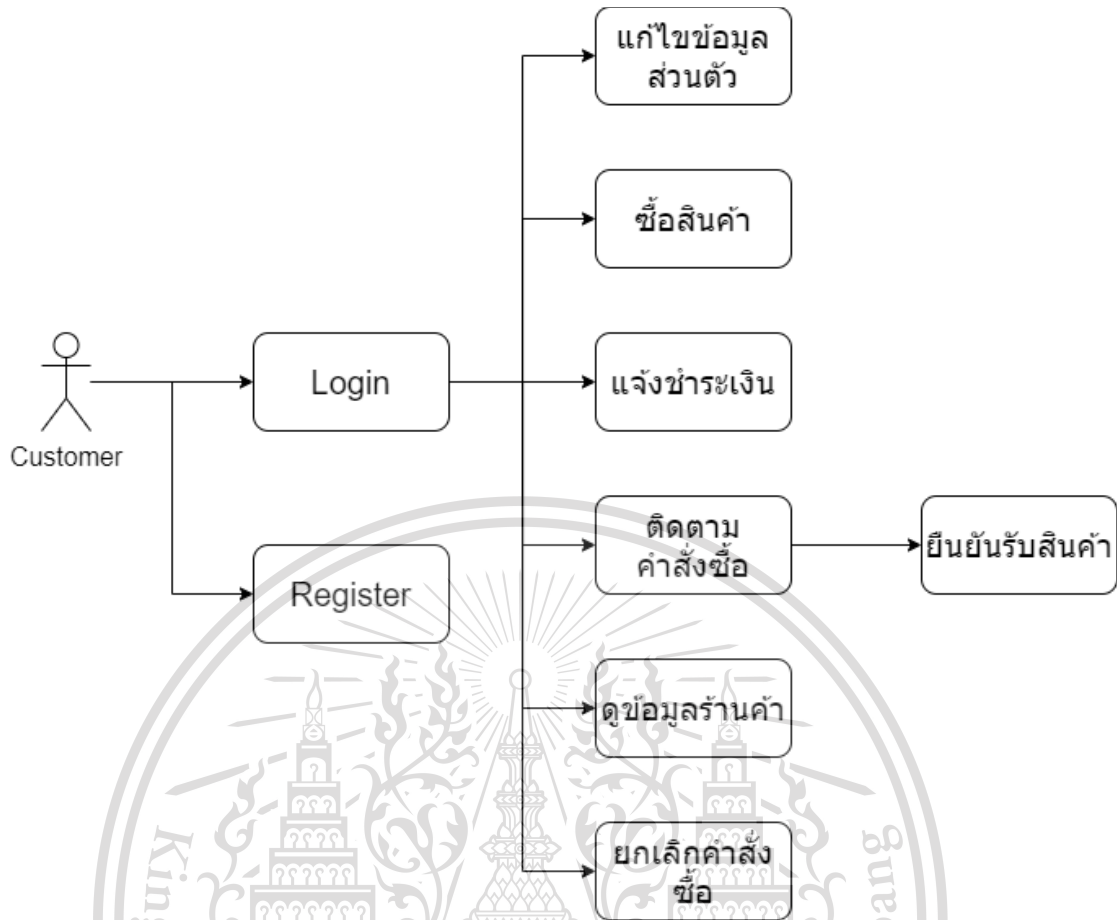 แก้ไขข้อมูล
ส่วนตัว
ซื้อสินค้า
Login
แจ้งชำระเงิน
Customer
ติดตาม
คำสั่งซื้อ
ยืนยันรับสินค้า
Register
ดูข้อมูลร้านค้า
ยกเลิกคำสั่ง
ซื้อ